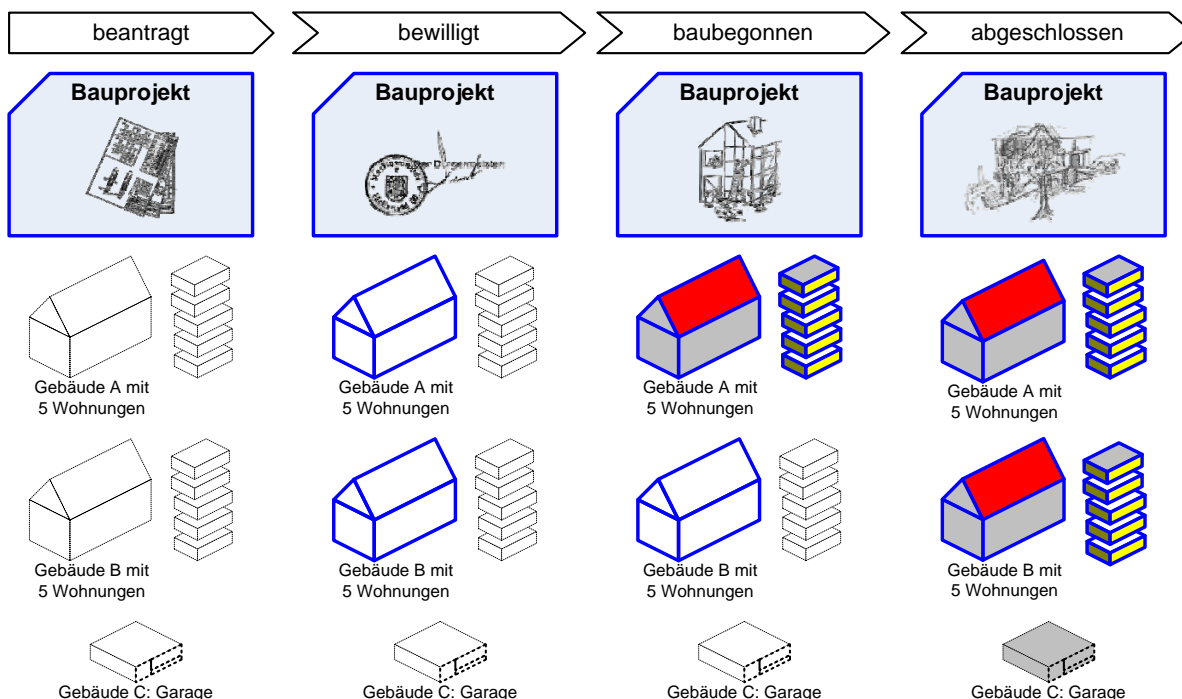 beantragt
bewilligt
baubegonnen
abgeschlossen
Bauprojekt
Bauprojekt
Bauprojekt
Bauprojekt
Gebäude A mit
5 Wohnungen
Gebäude A mit
5 Wohnungen
Gebäude A mit
5 Wohnungen
Gebäude A mit
5 Wohnungen
Gebäude B mit
5 Wohnungen
Gebäude B mit
5 Wohnungen
Gebäude B mit
5 Wohnungen
Gebäude B mit
5 Wohnungen
Gebäude C: Garage
Gebäude C: Garage
Gebäude C: Garage
Gebäude C: Garage